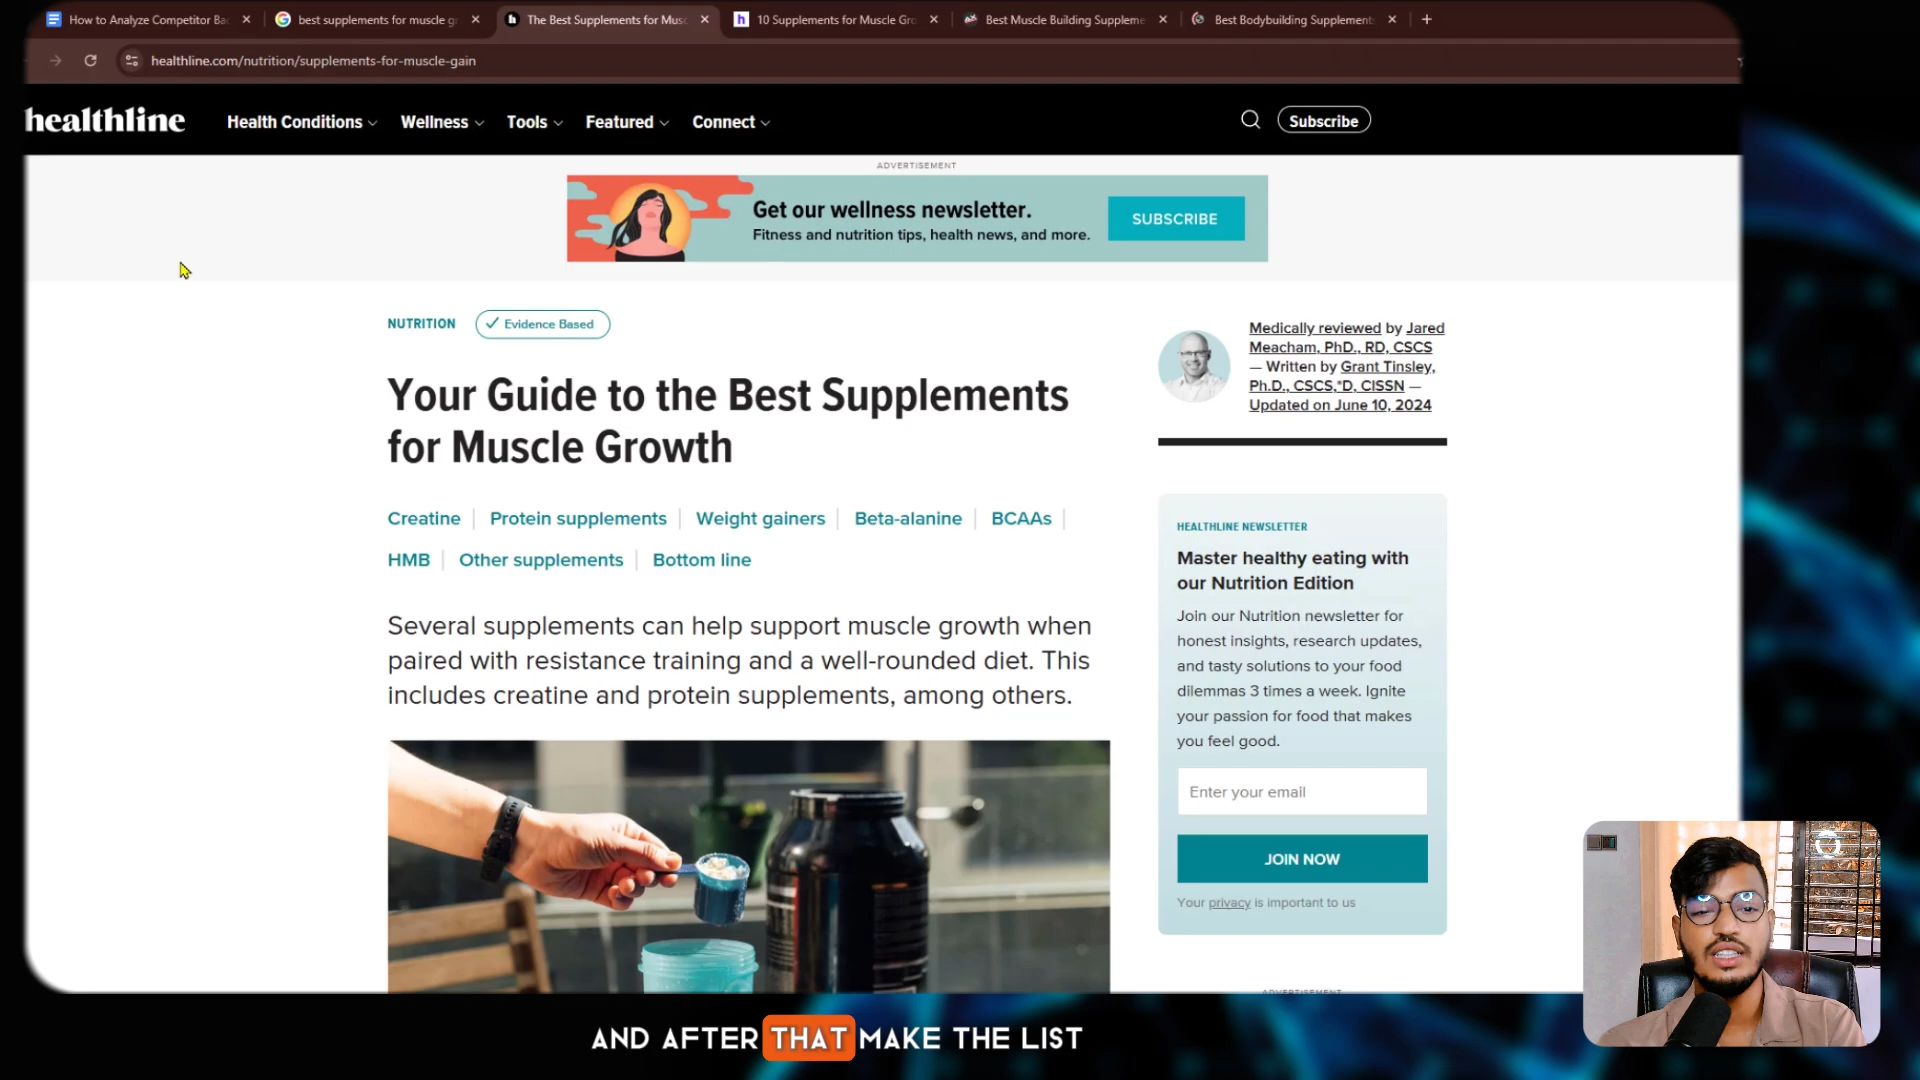 How to Analyze Competitor Ba
best supplements for muscle gr
The Best Supplements for Musc
10 Supplements for Muscle Gro
Best Muscle Building Suppleme
Best Bodybuilding Supplements
healthline.com/nutrition/supplements-for-muscle-gain
healthline
Health Conditions
Wellness
Tools
Featured
Connect
Subscribe
ADVERTISEMENT
Get our wellness newsletter.
Fitness and nutrition tips, health news, and more.
SUBSCRIBE
NUTRITION
Evidence Based
Your Guide to the Best Supplements
for Muscle Growth
Creatine
Protein supplements
Weight gainers
Beta-alanine
BCAAs
HMB
Other supplements
Bottom line
Several supplements can help support muscle growth when
paired with resistance training and a well-rounded diet. This
includes creatine and protein supplements, among others.
Medically reviewed by Jared
Meacham, PhD., RD, CSCS
— Written by Grant Tinsley,
Ph.D., CSCS,*D, CISSN —
Updated on June 10, 2024
HEALTHLINE NEWSLETTER
Master healthy eating with
our Nutrition Edition
Join our Nutrition newsletter for
honest insights, research updates,
and tasty solutions to your food
dilemmas 3 times a week. Ignite
your passion for food that makes
you feel good.
Enter your email
JOIN NOW
Your privacy is important to us
ADVERTISEMENT
AND AFTER THAT MAKE THE LIST